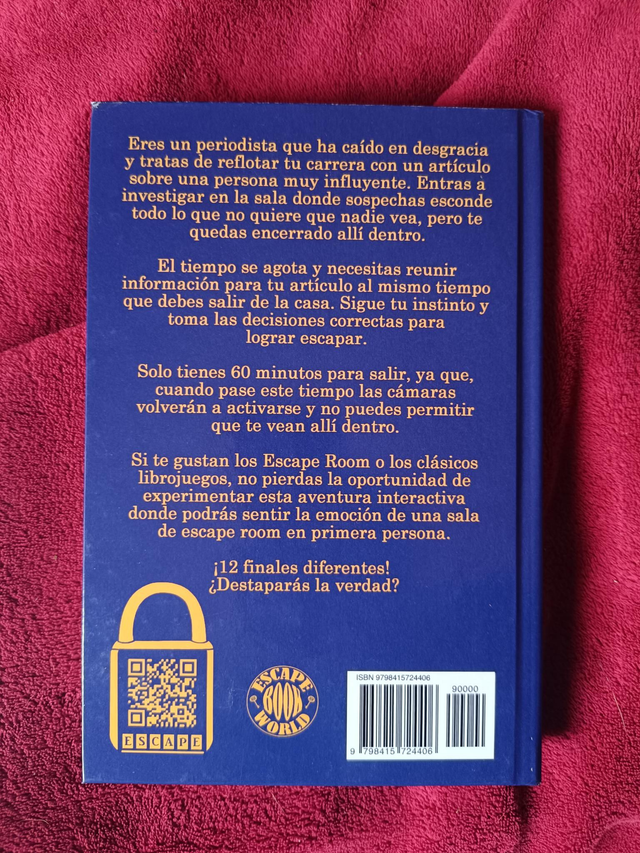 Eres un periodista que ha caído en desgracia
y tratas de reflotar tu carrera con un artículo
sobre una persona muy influyente. Entras a
investigar en la sala donde sospechas esconde
todo lo que no quiere que nadie vea, pero te
quedas encerrado allí dentro.
El tiempo se agota y necesitas reunir
información para tu artículo al mismo tiempo
que debes salir de la casa. Sigue tu instinto y
toma las decisiones correctas para
lograr escapar.
Solo tienes 60 minutos para salir, ya que,
cuando pase este tiempo las cámaras
volverán a activarse y no puedes permitir
que te vean allí dentro.
Si te gustan los Escape Room o los clásicos
librojuegos, no pierdas la oportunidad de
experimentar esta aventura interactiva
donde podrás sentir la emoción de una sala
de escape room en primera persona.
¡12 finales diferentes!
¿Destaparás la verdad?
ESCAPE
ESCAPE
BOOK
WORLD
ISBN 9798415724406
90000
9 798415 724406